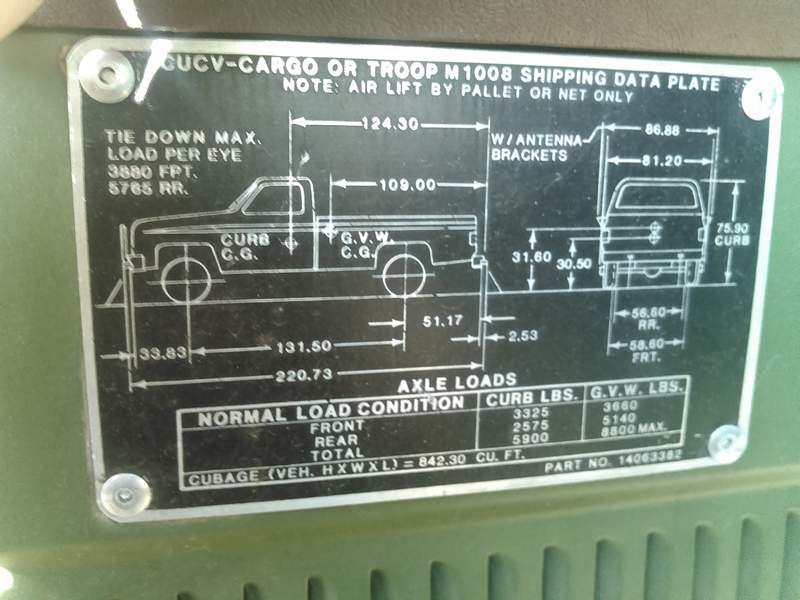 CUCV-CARGO OR TROOP M1008 SHIPPING DATA PLATE
NOTE: AIR LIFT BY PALLET OR NET ONLY
TIE DOWN MAX.
LOAD PER EYE
3880 FPT.
5765 RR.
124.30
109.00
W/ANTENNA
BRACKETS
86.88
81.20
75.90
CURB
CURB
C.G.
G.V.W.
C.G.
31.60
30.50
51.17
2.53
33.83
131.50
220.73
56.60
RR.
58.60
FRT.
AXLE LOADS
NORMAL LOAD CONDITION CURB LBS. G.V.W. LBS.
FRONT 3325 3660
REAR 2575 5140
TOTAL 5900 8800 MAX.
CUBAGE (VEH. HXWXL) = 842.30 CU. FT. PART NO. 14063382